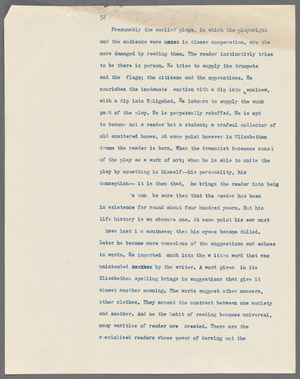 32
Presumably the earlier plays, in which the playwright
and the audience were in closer cooperation, are the
more damaged by reading them. The reader instinctivly tries
to be there in person. He tries to supply the trumpets
and the flags; the citizens and the apprentices. He
nourishes the inadequate emotion with a dip into enclose,
with a dip into Holigshed. He labours to supply the sunk
part of the play. He is perpetually rebuffed. He is apt
to become not a reader but a student; a craful collector of
old scattered bones. At some point however in Elizabethan
drama the reader is born. When the dramatist becomes consi
of the play as a work of art; when he is able to unite the
play by something in himself--his personality, his
conception-- it is then that, he brings the reader into beig
We can be sure then that the reader has been
in existence for round about four hundred years. But his
life history is an obscure one. At some point his ear must
have lost its acuteness; then his eyes became dulled.
Later he become more conscious of the suggestions and echoes
in words. He imported much into the written word that was
unintended by the writer. A word given in its
Elizabethan spelling brings in suggestions that give it
almost another meaning. The words suggest other manners,
other clothes. They accent the contrast between one society
and another. And as the habit of reading becomes universal,
many varities of reader are created. There are the
specialised readers whose power of drawing out the